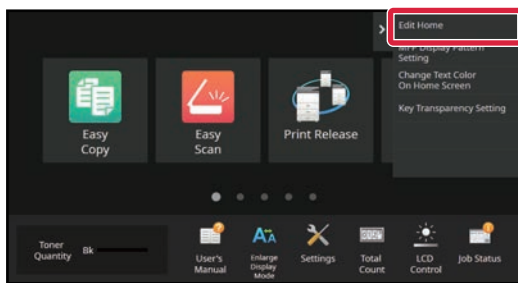 Edit Home
MFP Display Pattern
Setting
Change Text Color
On Home Screen
Key Transparency Setting
Easy
Copy
Easy
Scan
Print Release
Toner
Quantity
Bk
User's
Manual
Enlarge
Display
Mode
Settings
Total
Count
LCD
Control
Job Status